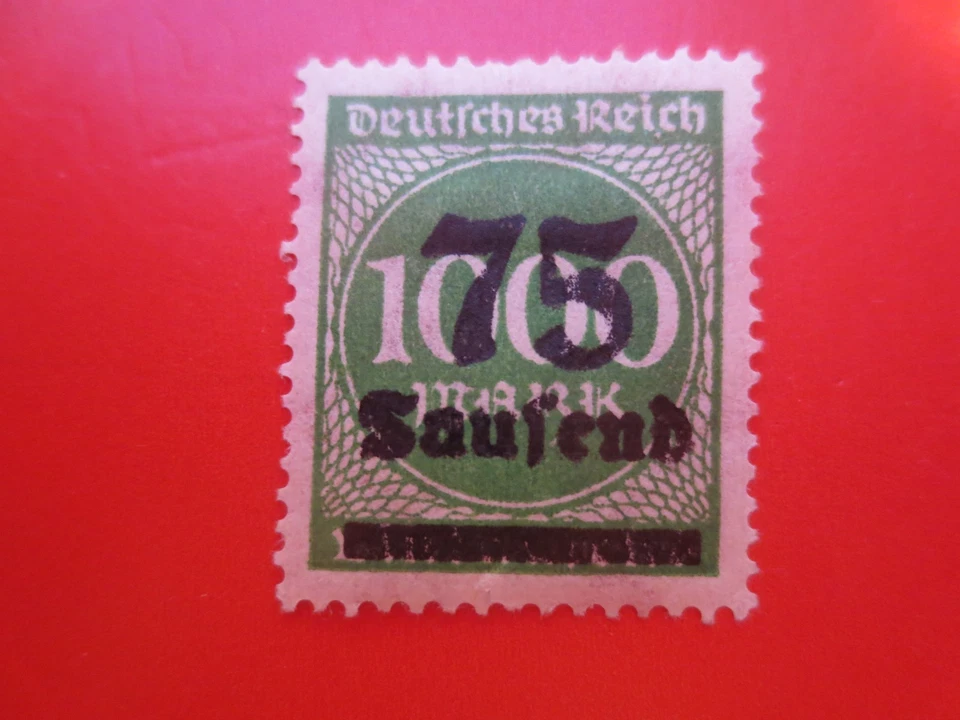 Deutsches Reich
75
1000
MARK
Tausend